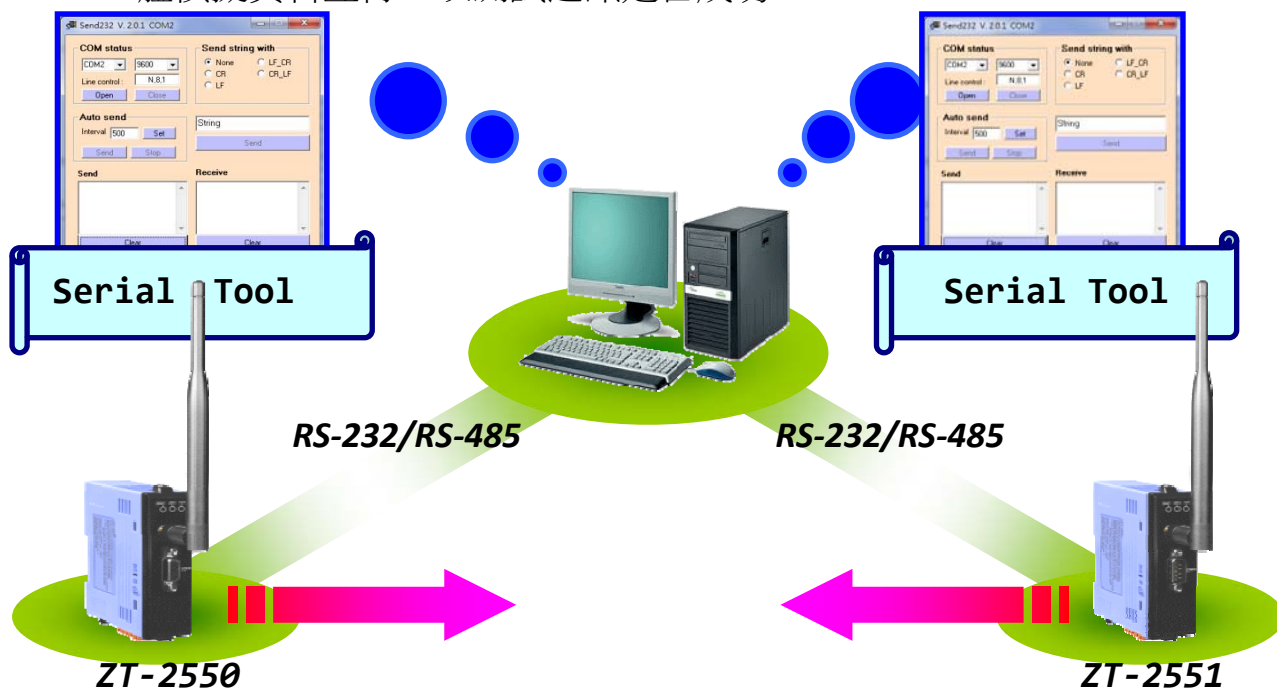 Send232 V. 2.0.1 COM2
COM status
COM2
9600
Line control :
N,8,1
Open
Close
Send string with
None
LF_CR
CR
CR_LF
LF
Auto send
Interval
500
Set
Send
Stop
String
Send
Send
Receive
Clear
Clear
Serial Tool
Send232 V. 2.0.1 COM2
COM status
COM2
9600
Line control :
N,8,1
Open
Close
Send string with
None
LF_CR
CR
CR_LF
LF
Auto send
Interval
500
Set
Send
Stop
String
Send
Send
Receive
Clear
Clear
Serial Tool
RS-232/RS-485
RS-232/RS-485
ZT-2550
ZT-2551